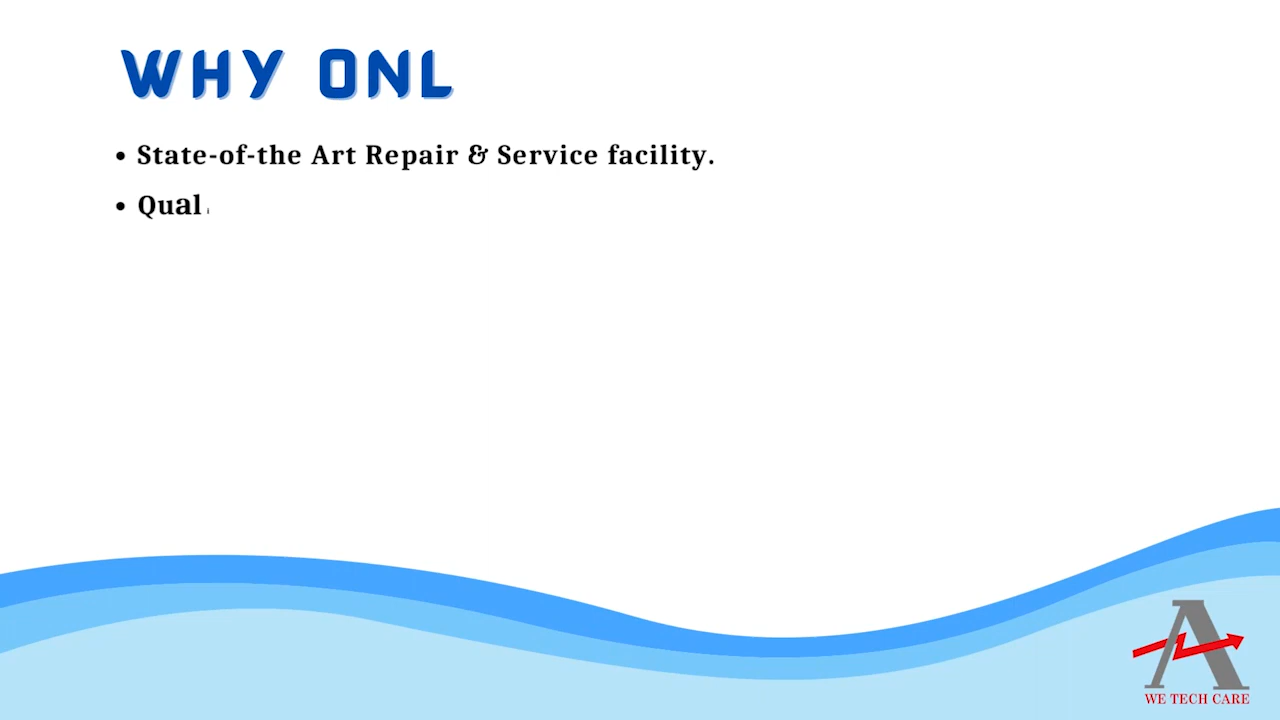 WHY ONL
• State-of-the Art Repair & Service facility.
• Qual
WE TECH CARE